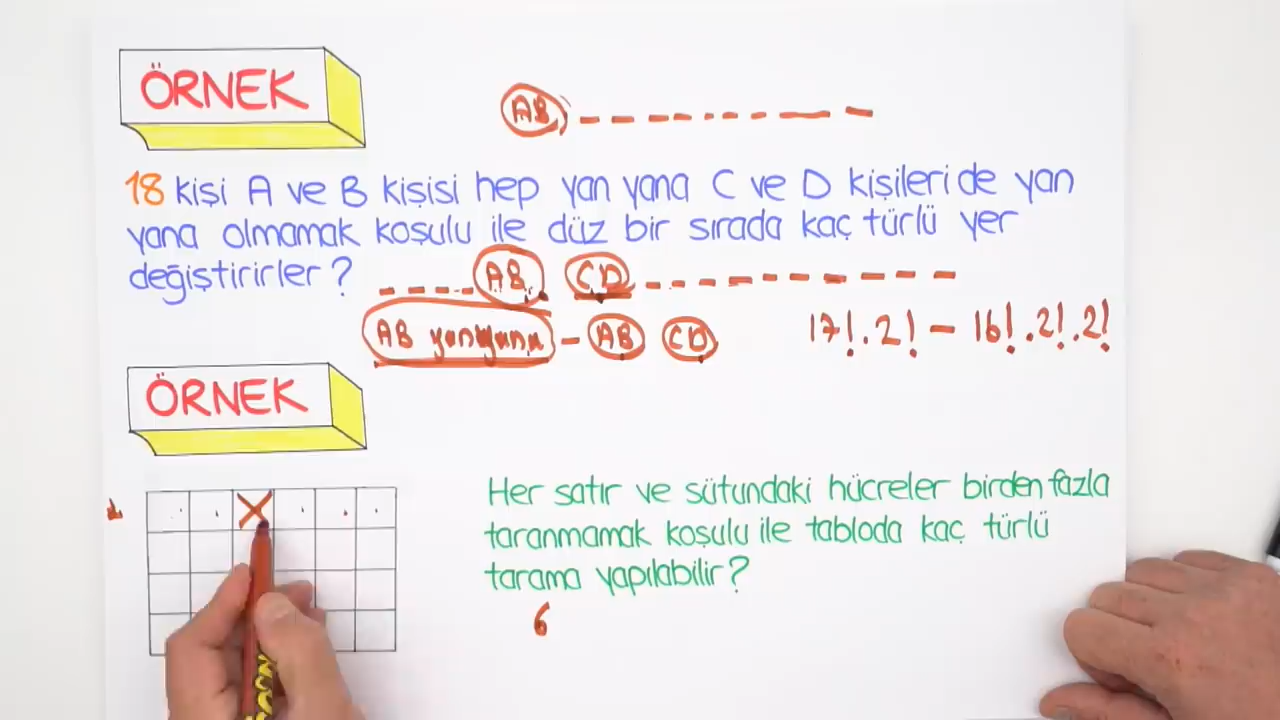 ÖRNEK
AB
18 kişi A ve B kişisi hep yan yana C ve D kişileri de yan
yana olmamak koşulu ile düz bir sırada kaç türlü yer
değiştirirler?
AB CD
AB yanyana - AB CD 17!.2! - 16!.2!.2!
ÖRNEK
Her satır ve sütundaki hücreler birden fazla
taranmamak koşulu ile tabloda kaç türlü
tarama yapılabilir?
6